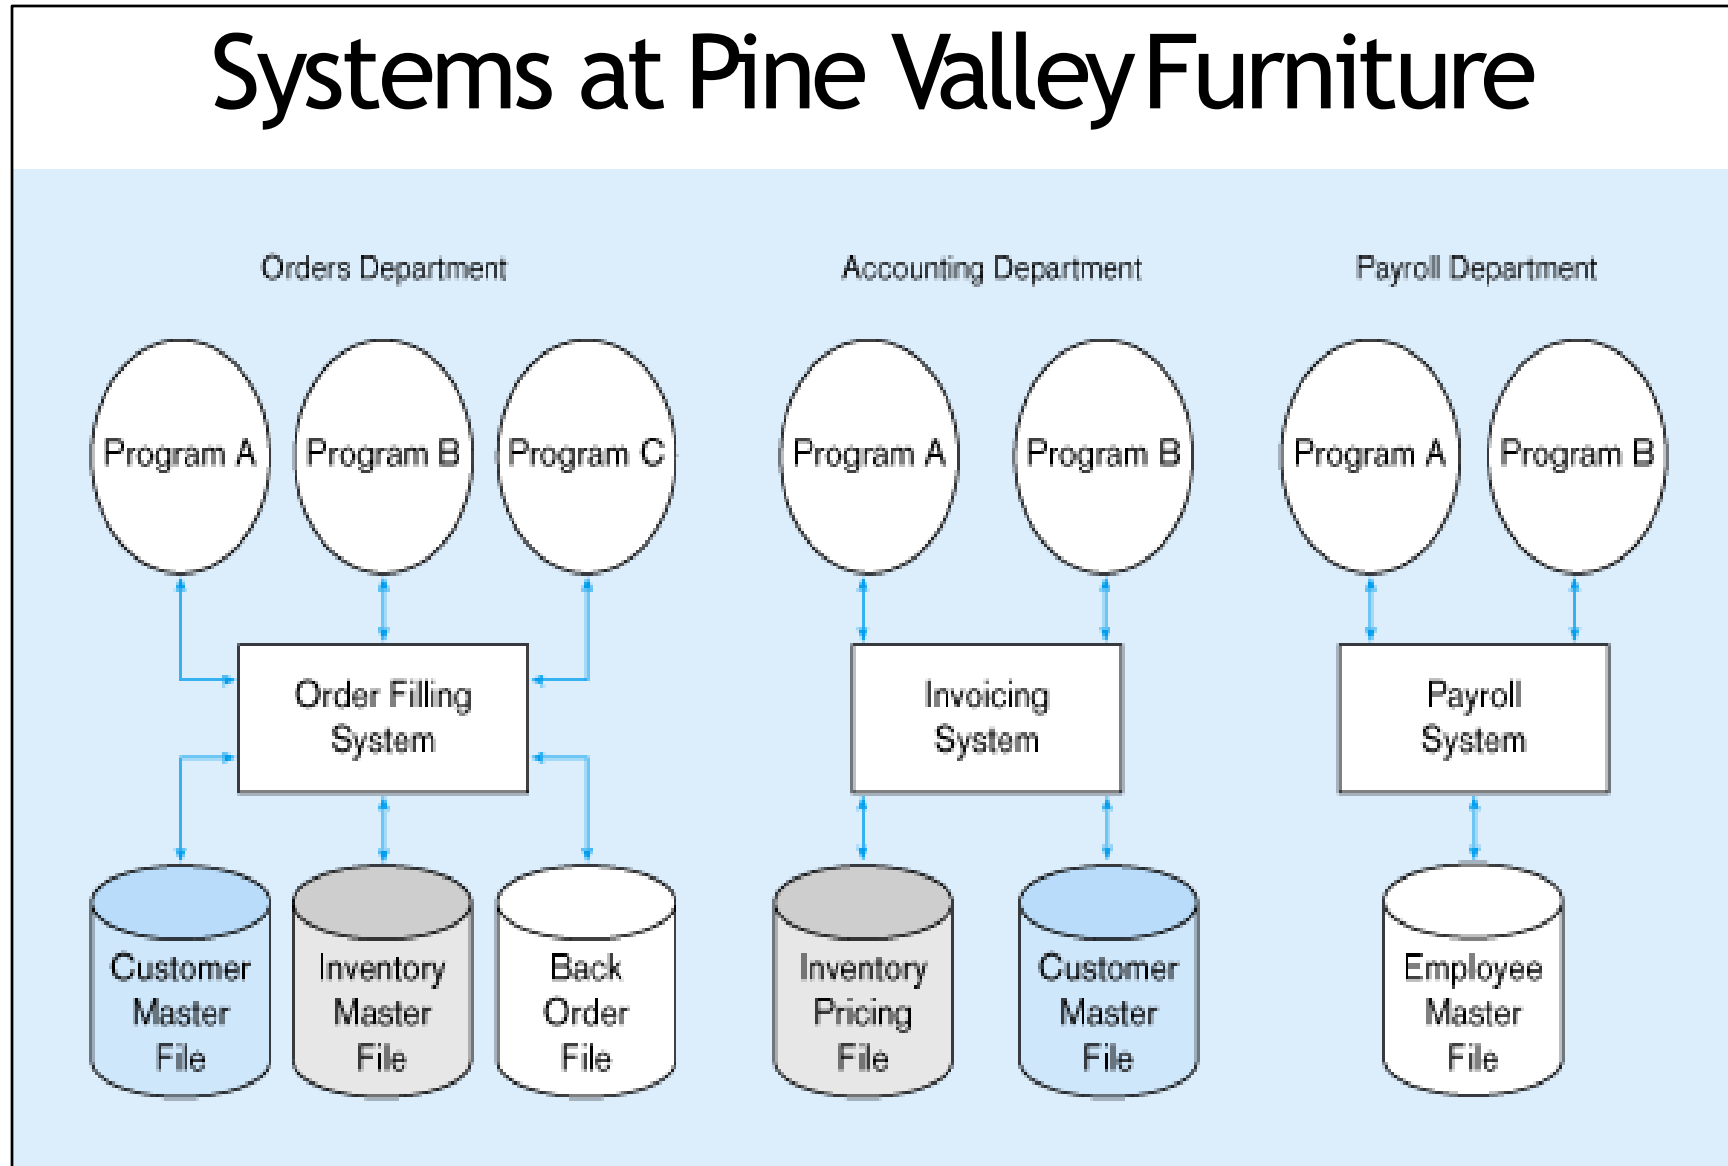 Systems at Pine Valley Furniture
Orders Department
Accounting Department
Payroll Department
Program A
Program B
Program C
Program A
Program B
Program A
Program B
Order Filling
System
Invoicing
System
Payroll
System
Customer
Master
File
Inventory
Master
File
Back
Order
File
Inventory
Pricing
File
Customer
Master
File
Employee
Master
File